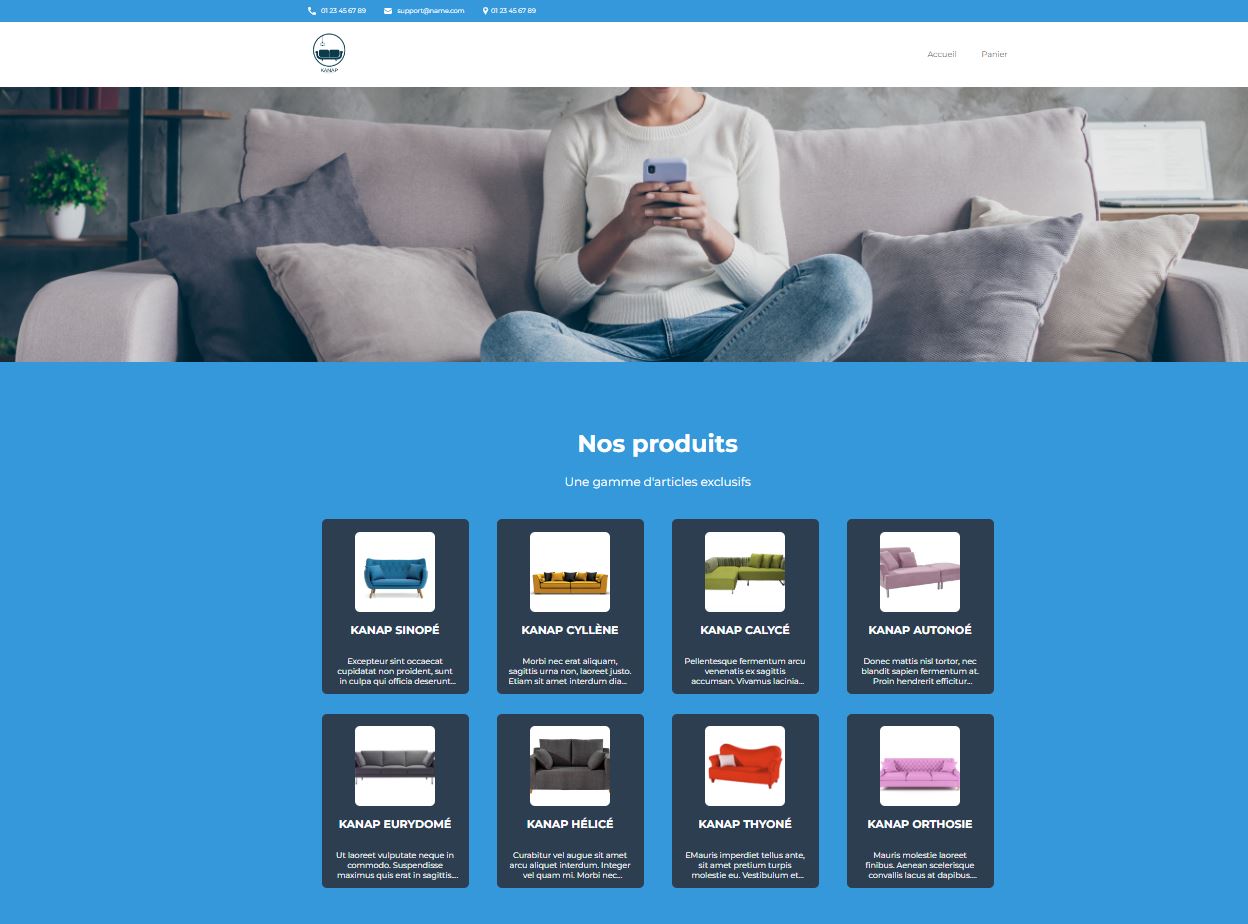 01 23 45 67 89 support@name.com 01 23 45 67 89
KANAP
Accueil Panier
Nos produits
Une gamme d'articles exclusifs
KANAP SINOPÉ
Excepteur sint occaecat
cupidatat non proident, sunt
in culpa qui officia deserunt...
KANAP CYLLÈNE
Morbi nec erat aliquam,
sagittis urna non, laoreet justo.
Etiam sit amet interdum dia...
KANAP CALYCÉ
Pellentesque fermentum arcu
venenatis ex sagittis
accumsan. Vivamus lacinia...
KANAP AUTONOÉ
Donec mattis nisl tortor, nec
blandit sapien fermentum at.
Proin hendrerit efficitur...
KANAP EURYDOMÉ
Ut laoreet vulputate neque in
commodo. Suspendisse
maximus quis erat in sagittis....
KANAP HÉLICÉ
Curabitur vel augue sit amet
arcu aliquet interdum. Integer
vel quam mi. Morbi nec...
KANAP THYONÉ
EMauris imperdiet tellus ante,
sit amet pretium turpis
molestie eu. Vestibulum et...
KANAP ORTHOSIE
Mauris molestie laoreet
finibus. Aenean scelerisque
convallis lacus at dapibus....